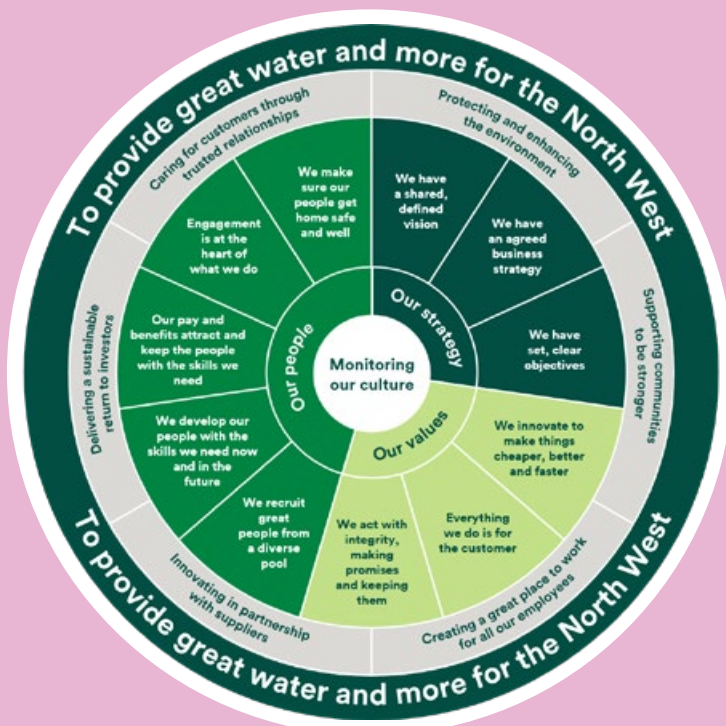 To provide great water and more for the North West
Caring for customers through
trusted relationships
Protecting and enhancing
the environment
Supporting communities
to be stronger
Creating a great place to work
for all our employees
Innovating in partnership
with suppliers
Delivering a sustainable
return to investors
We make
sure our
people get
home safe
and well
We have
a shared,
defined
vision
We have
an agreed
business
strategy
We have
set, clear
objectives
We innovate to
make things
cheaper, better
and faster
Everything
we do is for
the customer
We act with
integrity,
making
promises
and keeping
them
We recruit
great
people from
a diverse
pool
We develop our
people with the
skills we need now
and in the
future
Our pay and
benefits attract and
keep the people
with the skills we
need
Engagement
is at the
heart of
what we do
Our people
Our strategy
Our values
Monitoring
our culture
To provide great water and more for the North West